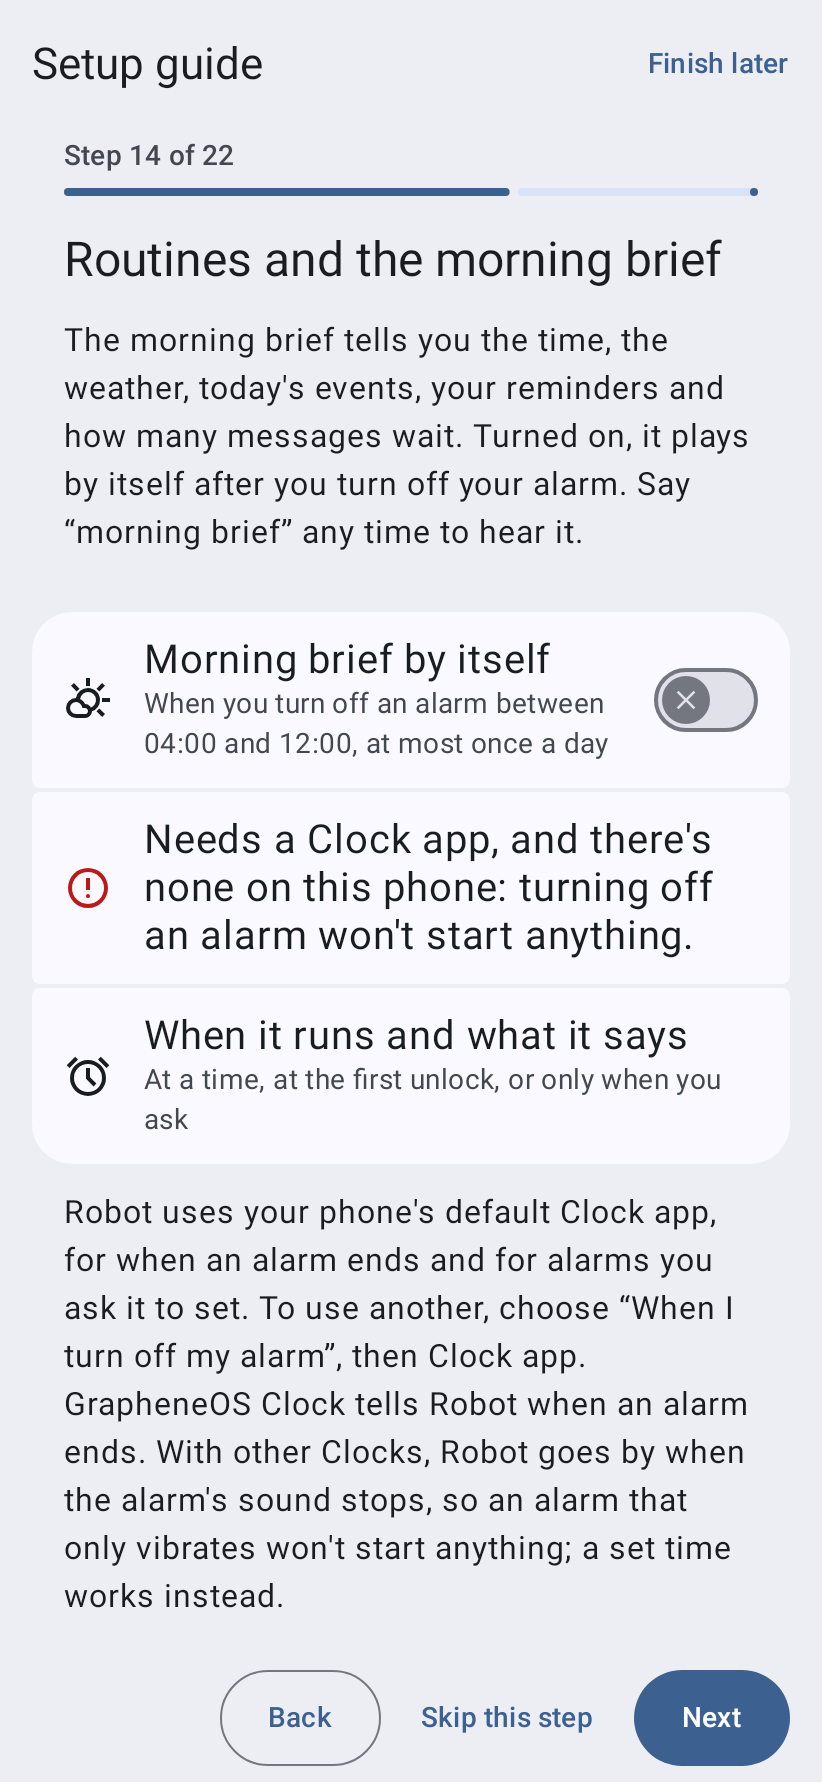 Setup guide
Finish later
Step 14 of 22
Routines and the morning brief
The morning brief tells you the time, the
weather, today's events, your reminders and
how many messages wait. Turned on, it plays
by itself after you turn off your alarm. Say
“morning brief” any time to hear it.
Morning brief by itself
When you turn off an alarm between
04:00 and 12:00, at most once a day
Needs a Clock app, and there's
none on this phone: turning off
an alarm won't start anything.
When it runs and what it says
At a time, at the first unlock, or only when you
ask
Robot uses your phone's default Clock app,
for when an alarm ends and for alarms you
ask it to set. To use another, choose “When I
turn off my alarm”, then Clock app.
GrapheneOS Clock tells Robot when an alarm
ends. With other Clocks, Robot goes by when
the alarm's sound stops, so an alarm that
only vibrates won't start anything; a set time
works instead.
Back
Skip this step
Next